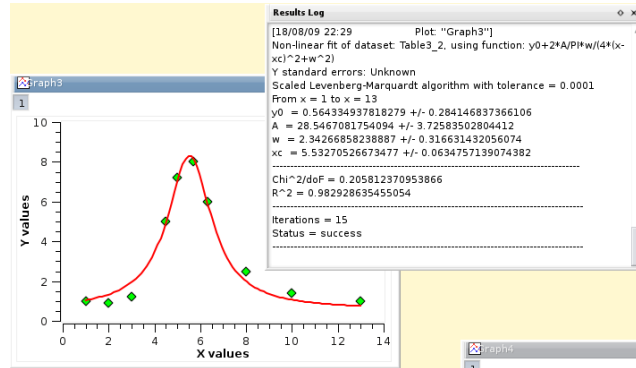 Results Log
[18/08/09 22:29 Plot: "Graph3"]
Non-linear fit of dataset: Table3_2, using function: y0+2*A/PI*w/(4*(x-
xc)^2+w^2)
Y standard errors: Unknown
Scaled Levenberg-Marquardt algorithm with tolerance = 0.0001
From x = 1 to x = 13
y0 = 0.564334937818279 +/- 0.284146837366106
A = 28.5467081754094 +/- 3.72583502804412
w = 2.34266858238887 +/- 0.316631432056074
xc = 5.53270526673477 +/- 0.0634757139074382
---------------------------------------------------------------------------
Chi^2/doF = 0.205812370953866
R^2 = 0.982928635455054
---------------------------------------------------------------------------
Iterations = 15
Status = success
---------------------------------------------------------------------------
Graph3
1
10
8
6
4
2
0
Y values
0 2 4 6 8 10 12 14
X values
Graph4